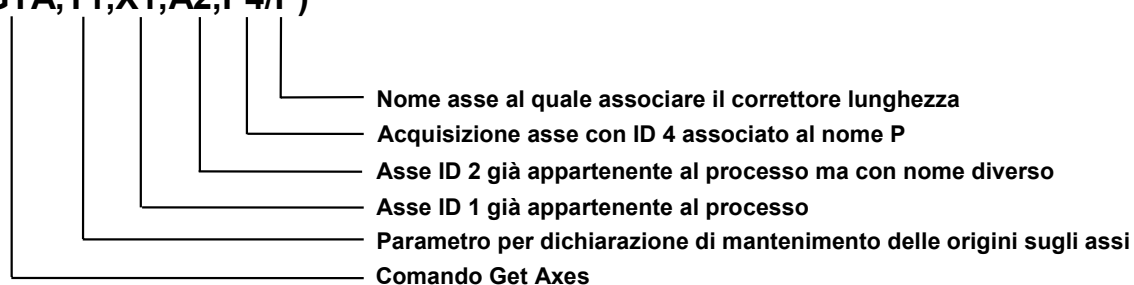 Nome asse al quale associare il correttore lunghezza
Acquisizione asse con ID 4 associato al nome P
Asse ID 2 già appartenente al processo ma con nome diverso
Asse ID 1 già appartenente al processo
Parametro per dichiarazione di mantenimento delle origini sugli assi
Comando Get Axes